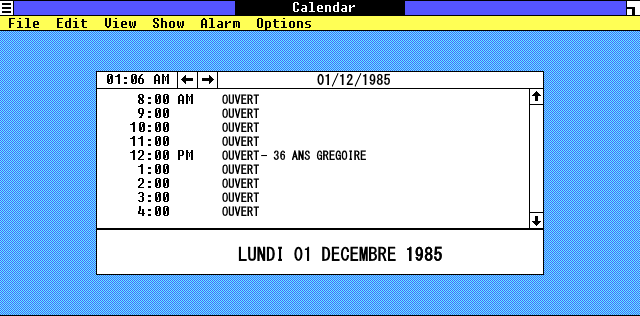 Calendar
File Edit View Show Alarm Options
01:06 AM ← → 01/12/1985
8:00 AM OUVERT
9:00 OUVERT
10:00 OUVERT
11:00 OUVERT
12:00 PM OUVERT- 36 ANS GREGOIRE
1:00 OUVERT
2:00 OUVERT
3:00 OUVERT
4:00 OUVERT
LUNDI 01 DECEMBRE 1985